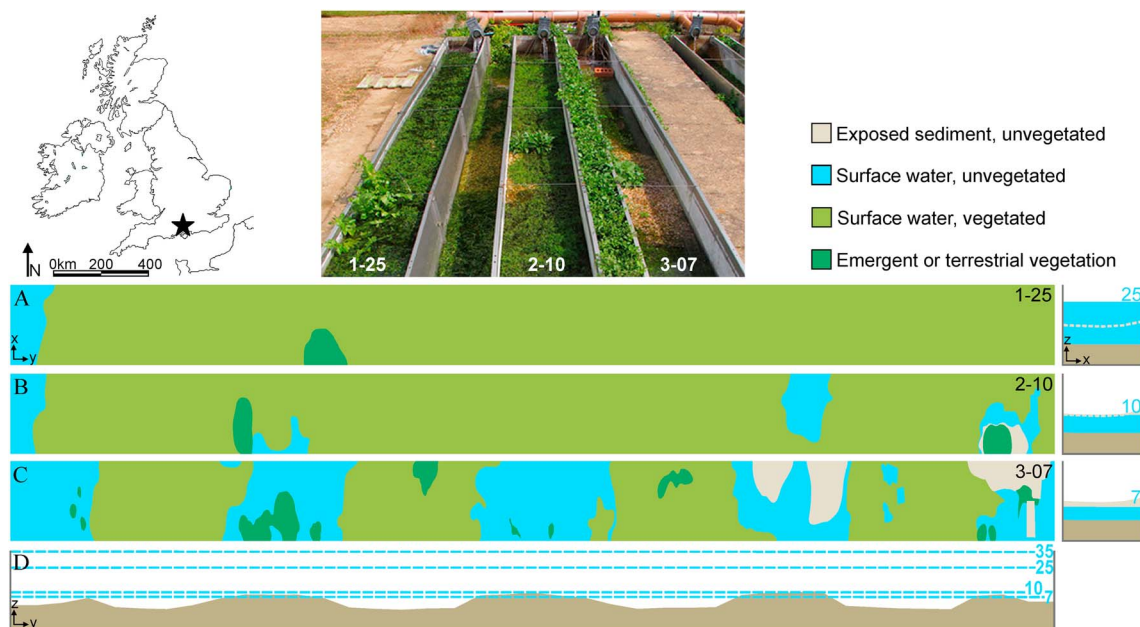 N
0km 200 400
1-25
2-10
3-07
Exposed sediment, unvegetated
Surface water, unvegetated
Surface water, vegetated
Emergent or terrestrial vegetation
A
x
y
1-25
25
z
x
B
2-10
10
C
3-07
7
D
35
25
10
7
z
y